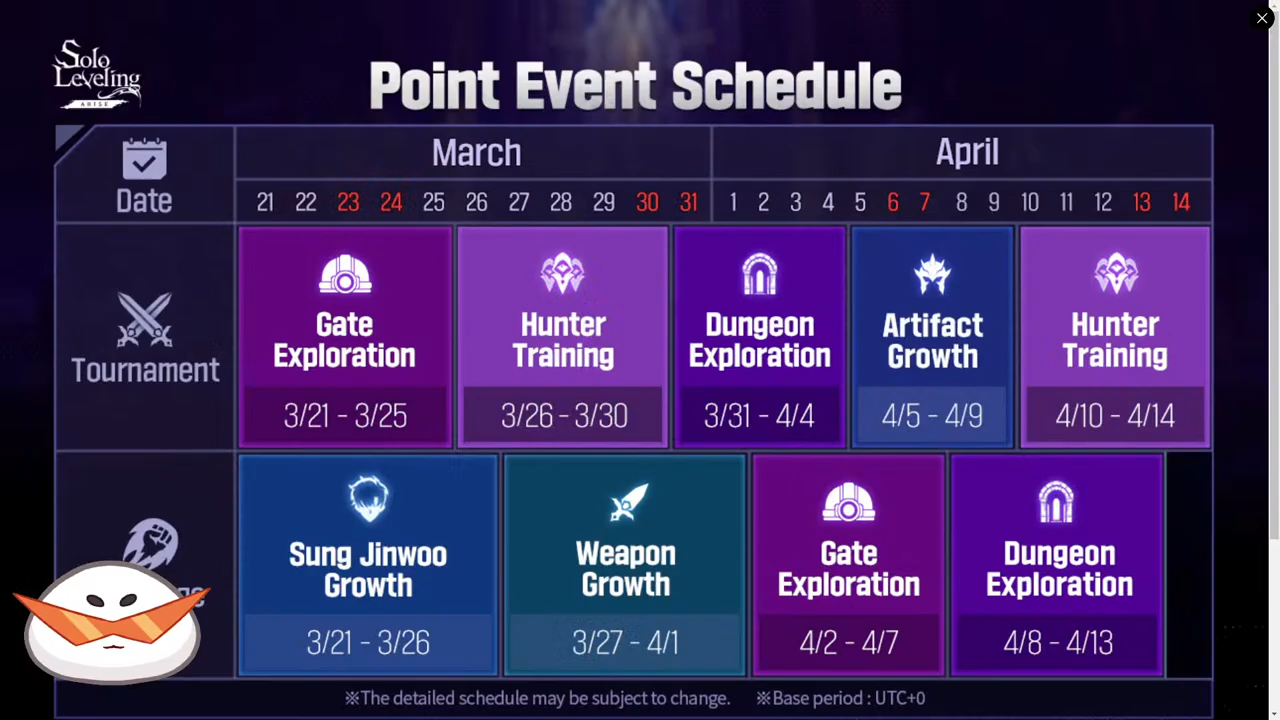 Solo
Leveling
ARISE
Point Event Schedule
Date
March
April
21 22 23 24 25 26 27 28 29 30 31 1 2 3 4 5 6 7 8 9 10 11 12 13 14
Tournament
Gate
Exploration
3/21 - 3/25
Hunter
Training
3/26 - 3/30
Dungeon
Exploration
3/31 - 4/4
Artifact
Growth
4/5 - 4/9
Hunter
Training
4/10 - 4/14
Sung Jinwoo
Growth
3/21 - 3/26
Weapon
Growth
3/27 - 4/1
Gate
Exploration
4/2 - 4/7
Dungeon
Exploration
4/8 - 4/13
※The detailed schedule may be subject to change. ※Base period : UTC+0